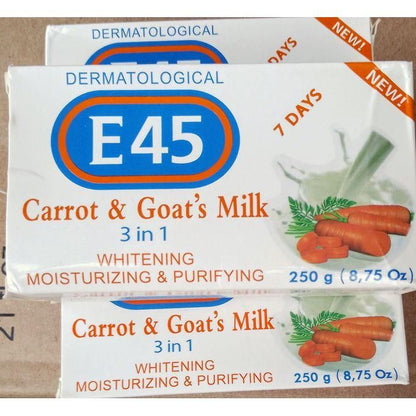 DAYS
NEW!
DERMATOLOGICAL
E45
7 DAYS
NEW!
Carrot & Goat's Milk
3 in 1
WHITENING
MOISTURIZING & PURIFYING
250 g (8,75 Oz)
Carrot & Goat's Milk
3 in 1
WHITENING
MOISTURIZING & PURIFYING
250 g (8,75 Oz)